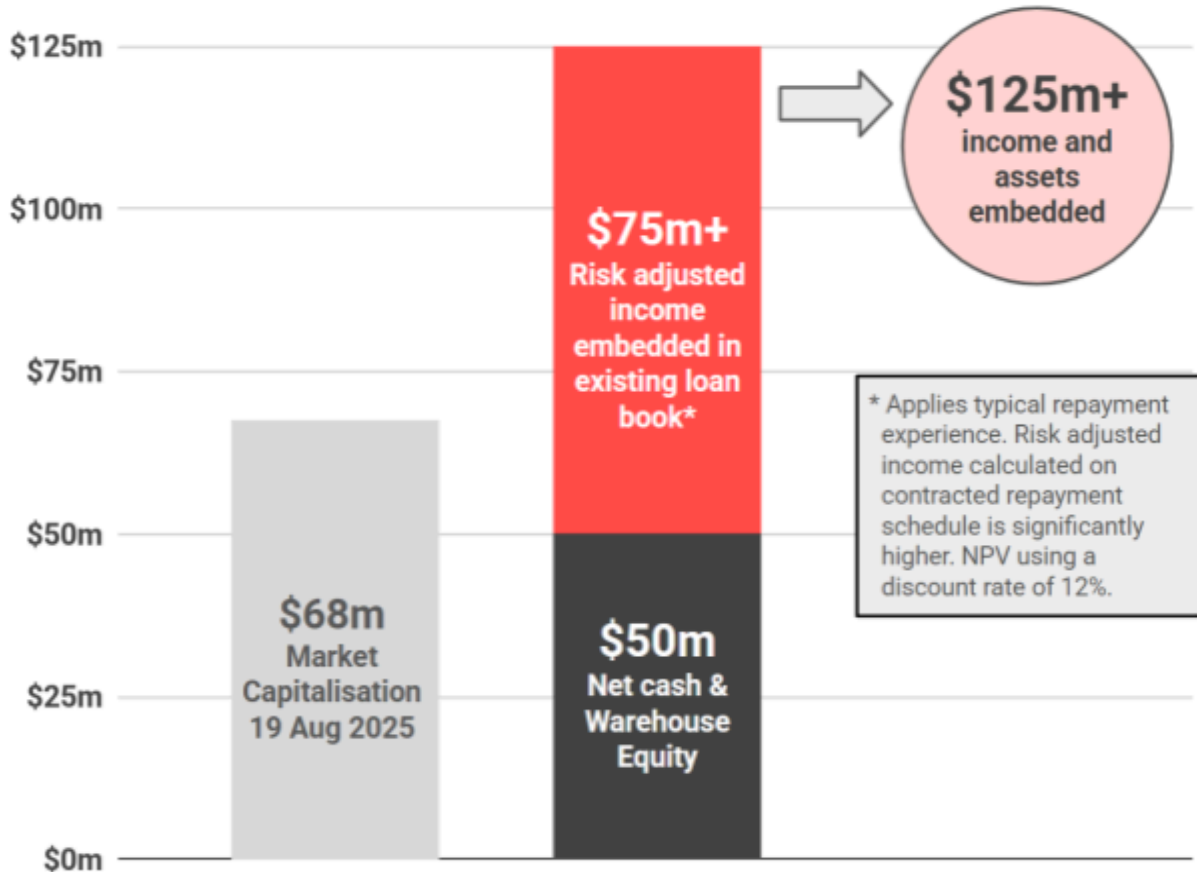 $125m
$100m
$75m
$50m
$25m
$0m
$68m
Market
Capitalisation
19 Aug 2025
$75m+
Risk adjusted
income
embedded in
existing loan
book*
$50m
Net cash &
Warehouse
Equity
$125m+
income and
assets
embedded
* Applies typical repayment
experience. Risk adjusted
income calculated on
contracted repayment
schedule is significantly
higher. NPV using a
discount rate of 12%.